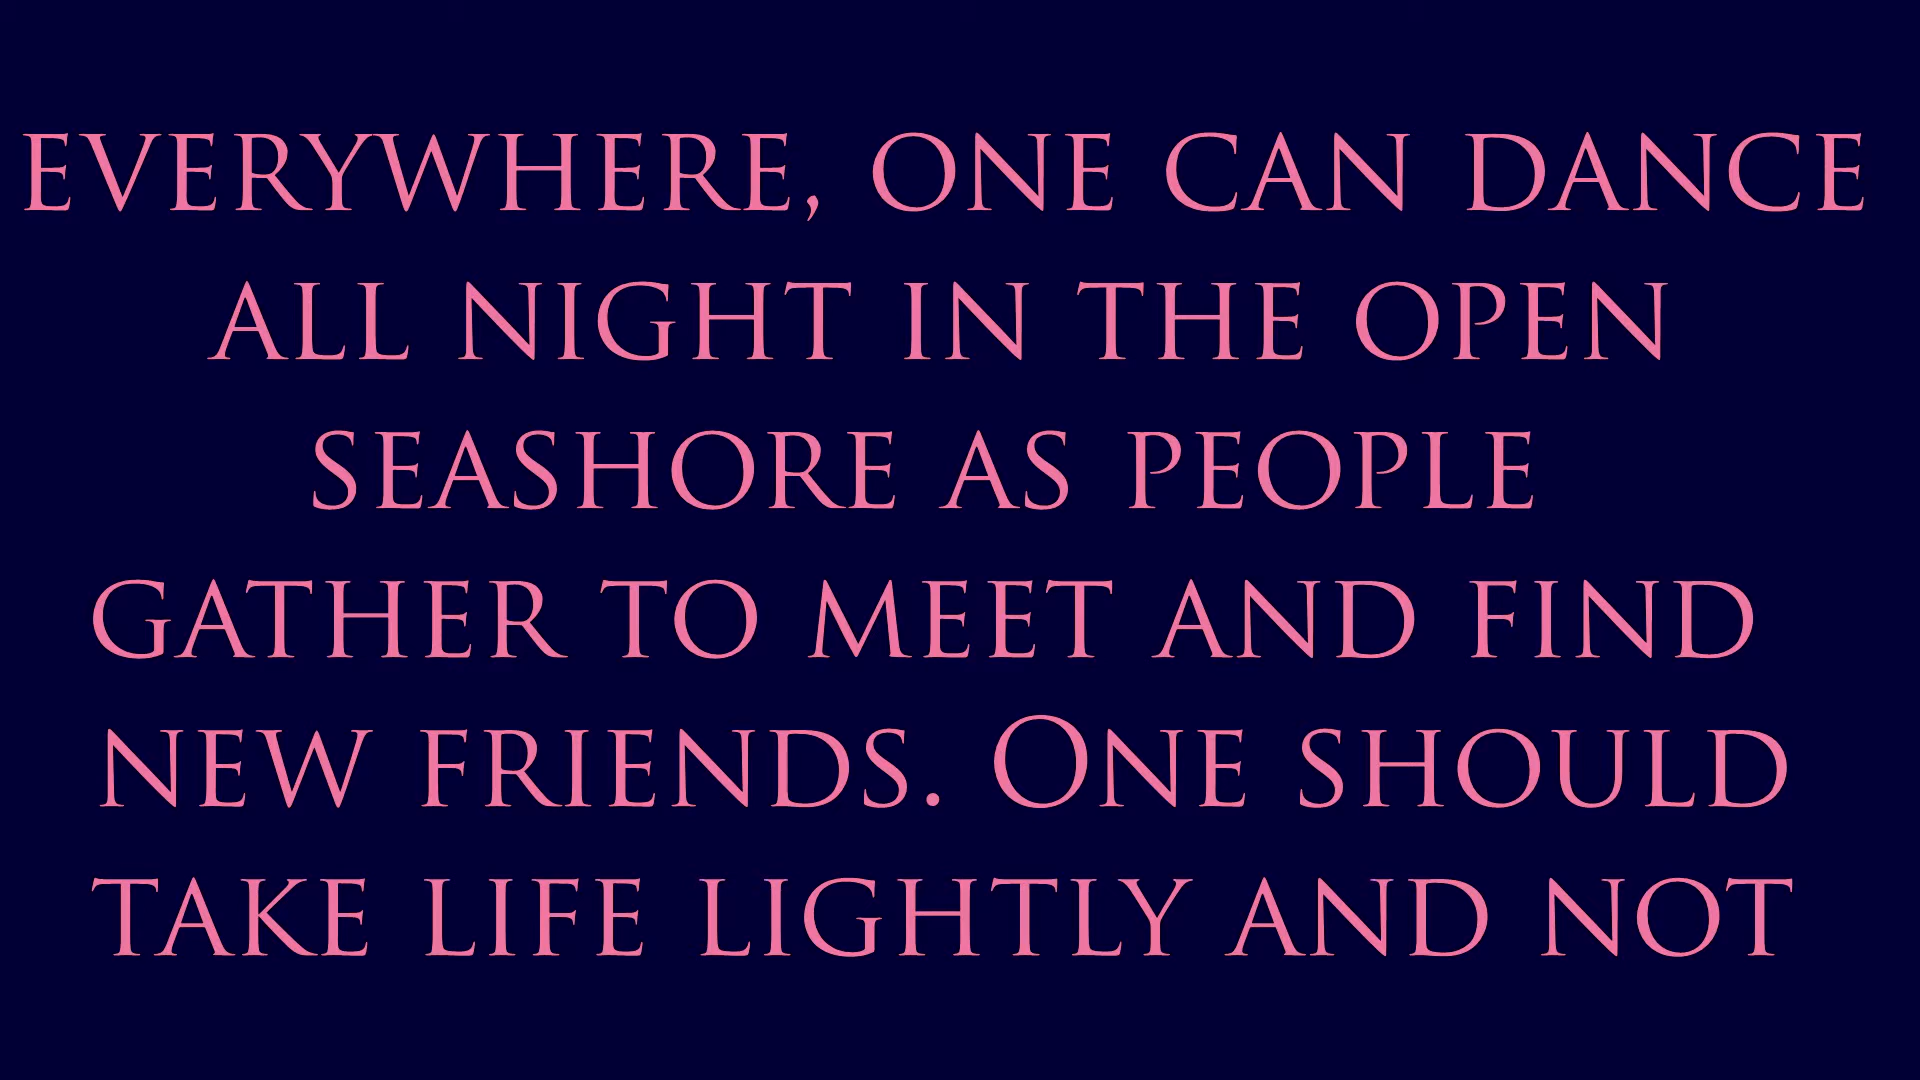 everywhere, one can dance
all night in the open
seashore as people
gather to meet and find
new friends. One should
take life lightly and not